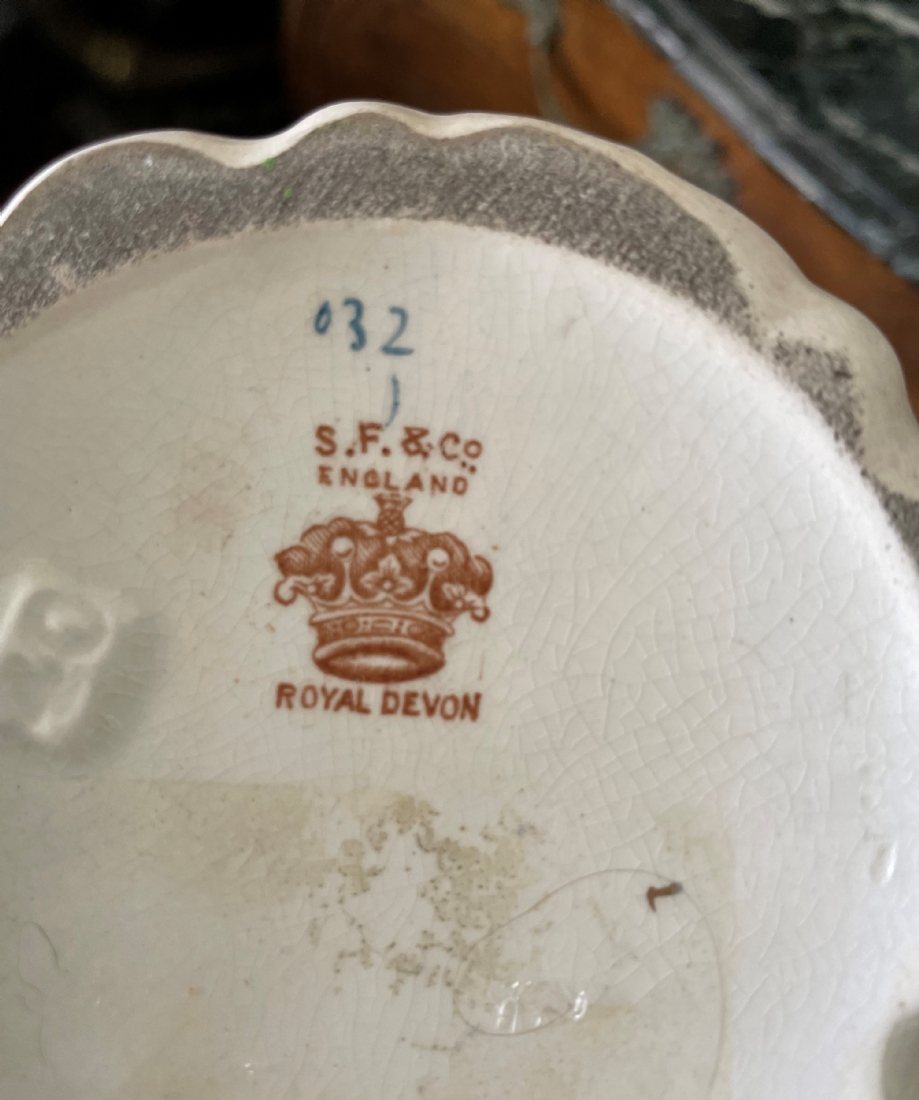 032
S.F. & Co
ENGLAND
ROYAL DEVON